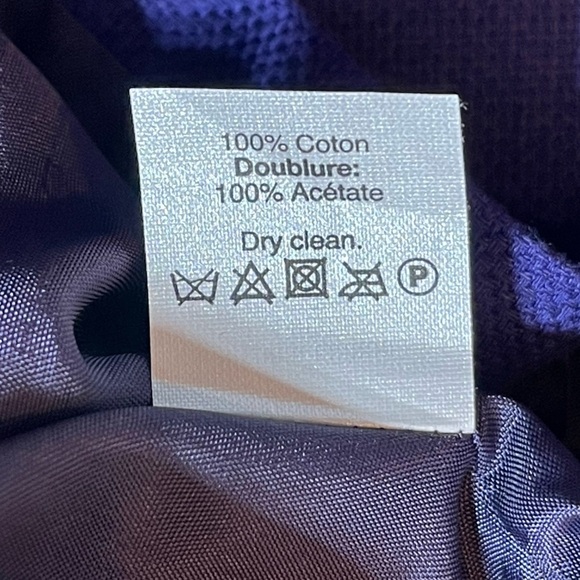 100% Coton
Doublure:
100% Acétate
Dry clean.
P